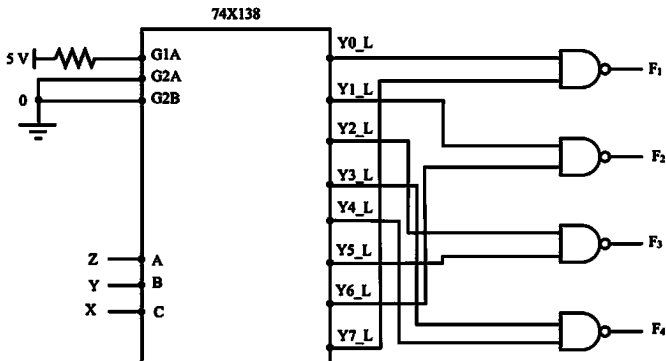 74X138
5 V
G1A
G2A
0
G2B
Z
A
Y
B
X
C
Y0_L
Y1_L
Y2_L
Y3_L
Y4_L
Y5_L
Y6_L
Y7_L
F₁
F₂
F₃
F₄